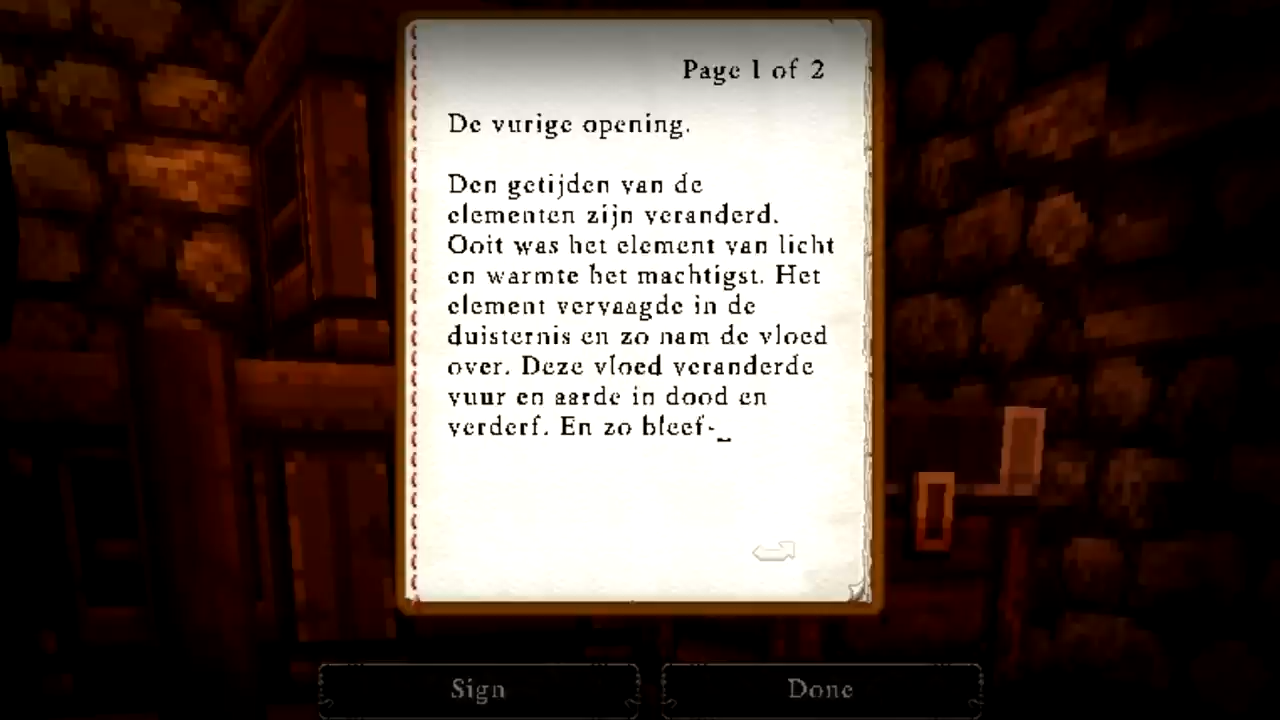 Page 1 of 2
De vurige opening.
Den getijden van de
elementen zijn veranderd.
Ooit was het element van licht
en warmte het machtigst. Het
element vervaagde in de
duisternis en zo nam de vloed
over. Deze vloed veranderde
vuur en aarde in dood en
verderf. En zo bleef-_
Sign
Done